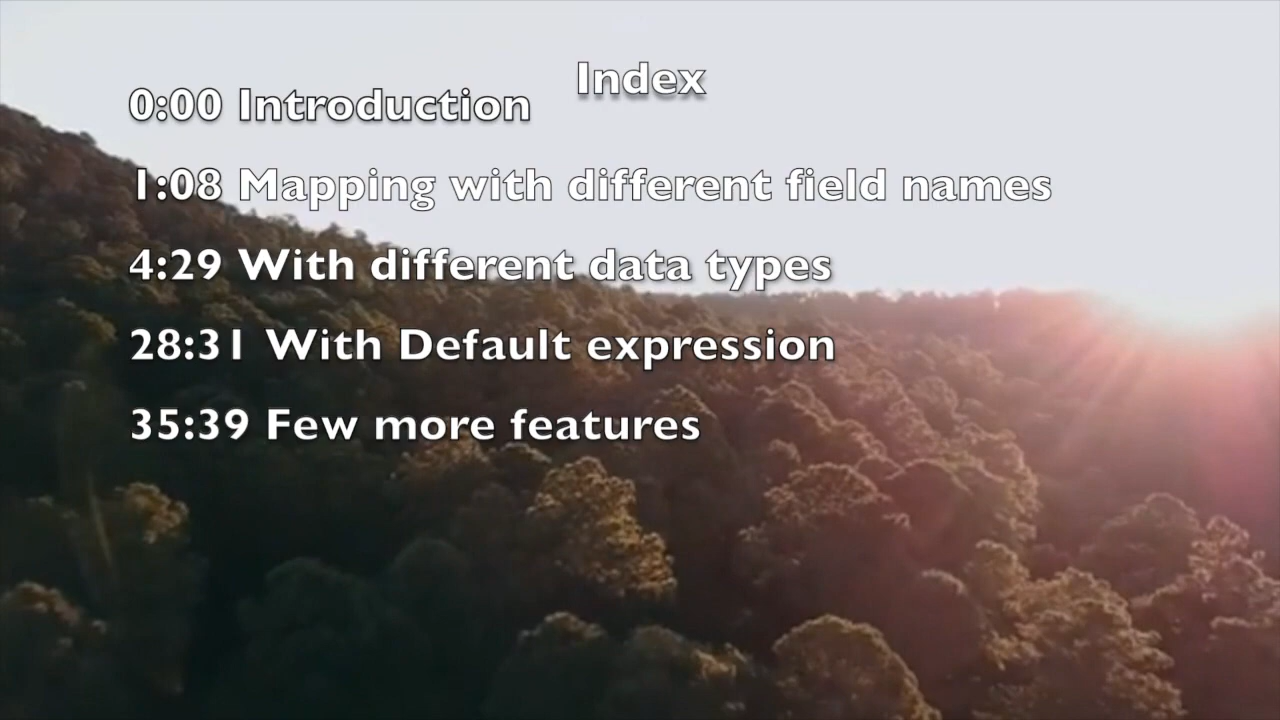 Index
0:00 Introduction
1:08 Mapping with different field names
4:29 With different data types
28:31 With Default expression
35:39 Few more features